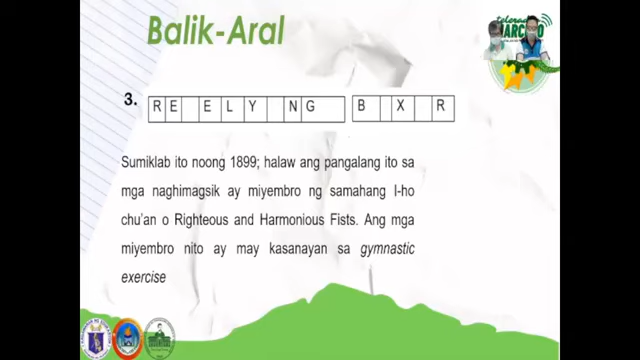 Balik-Aral
3. R E E L Y N G B X R
Sumiklab ito noong 1899; halaw ang pangalang ito sa
mga naghimagsik ay miyembro ng samahang I-ho
chu'an o Righteous and Harmonious Fists. Ang mga
miyembro nito ay may kasanayan sa gymnastic
exercise